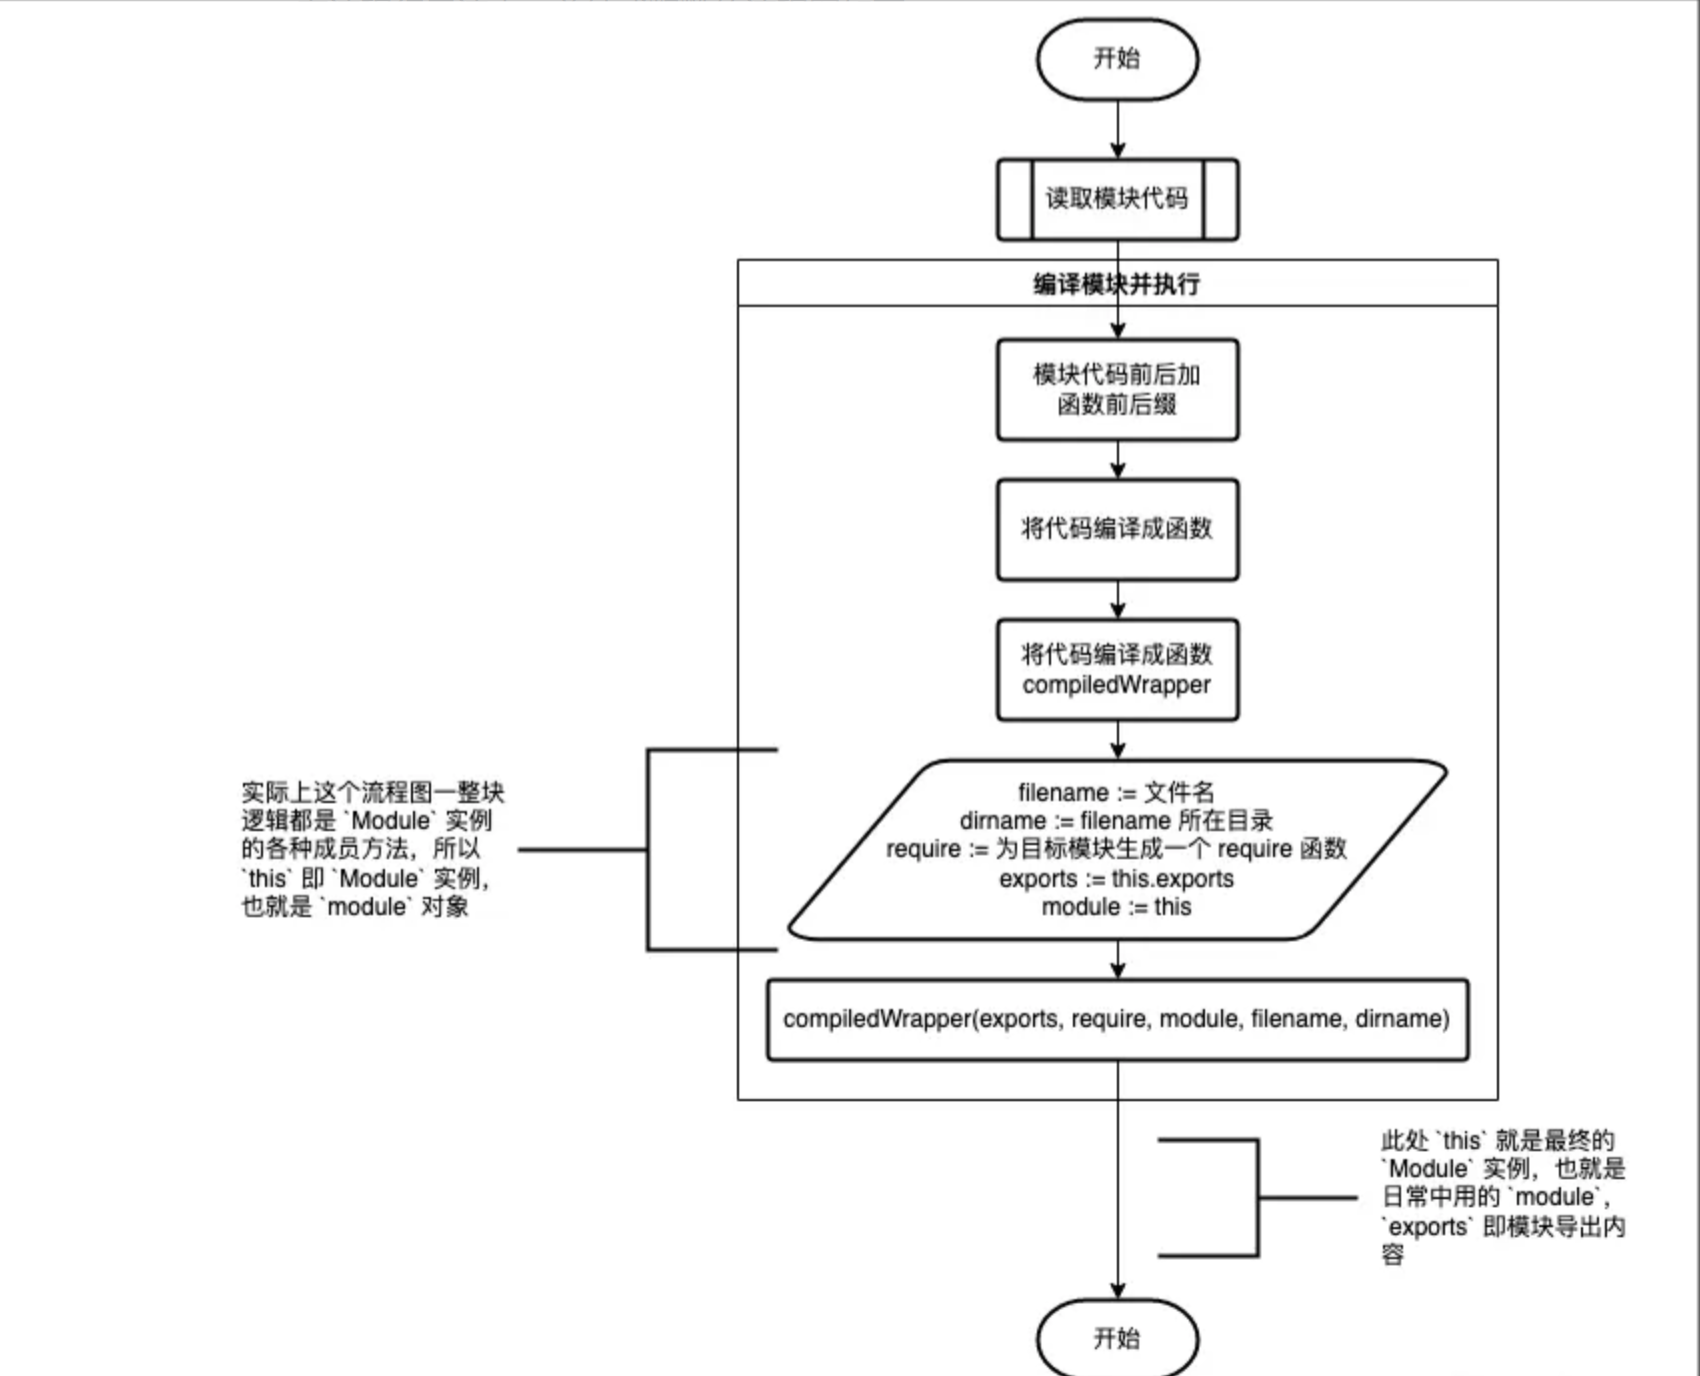 开始
读取模块代码
编译模块并执行
模块代码前后加
函数前后缀
将代码编译成函数
将代码编译成函数
compiledWrapper
实际上这个流程图一整块
逻辑都是 `Module` 实例
的各种成员方法，所以
`this` 即 `Module` 实例，
也就是 `module` 对象
filename := 文件名
dirname := filename 所在目录
require := 为目标模块生成一个 require 函数
exports := this.exports
module := this
compiledWrapper(exports, require, module, filename, dirname)
此处 `this` 就是最终的
`Module` 实例，也就是
日常中用的 `module`，
`exports` 即模块导出内
容
开始